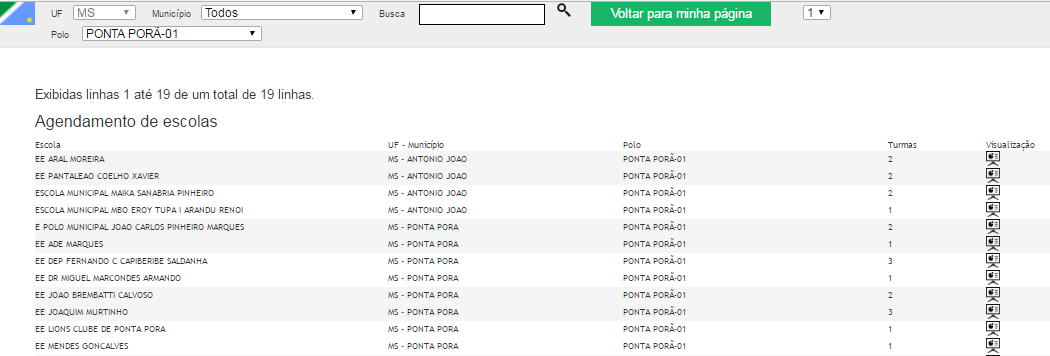 UF MS Município Todos Busca Voltar para minha página 1
Polo PONTA PORÃ-01
Exibidas linhas 1 até 19 de um total de 19 linhas.
Agendamento de escolas
Escola UF - Município Polo Turmas Visualização
EE ARAL MOREIRA MS - ANTONIO JOAO PONTA PORÃ-01 2
EE PANTALEAO COELHO XAVIER MS - ANTONIO JOAO PONTA PORÃ-01 2
ESCOLA MUNICIPAL MAIKA SANABRIA PINHEIRO MS - ANTONIO JOAO PONTA PORÃ-01 2
ESCOLA MUNICIPAL MBO EROY TUPA I ARANDU RENOI MS - ANTONIO JOAO PONTA PORÃ-01 1
E POLO MUNICIPAL JOAO CARLOS PINHEIRO MARQUES MS - PONTA PORA PONTA PORÃ-01 2
EE ADE MARQUES MS - PONTA PORA PONTA PORÃ-01 1
EE DEP FERNANDO C CAPIBERIBE SALDANHA MS - PONTA PORA PONTA PORÃ-01 3
EE DR MIGUEL MARCONDES ARMANDO MS - PONTA PORA PONTA PORÃ-01 1
EE JOAO BREMBATTI CALVOSO MS - PONTA PORA PONTA PORÃ-01 2
EE JOAQUIM MURTINHO MS - PONTA PORA PONTA PORÃ-01 3
EE LIONS CLUBE DE PONTA PORA MS - PONTA PORA PONTA PORÃ-01 1
EE MENDES GONCALVES MS - PONTA PORA PONTA PORÃ-01 1